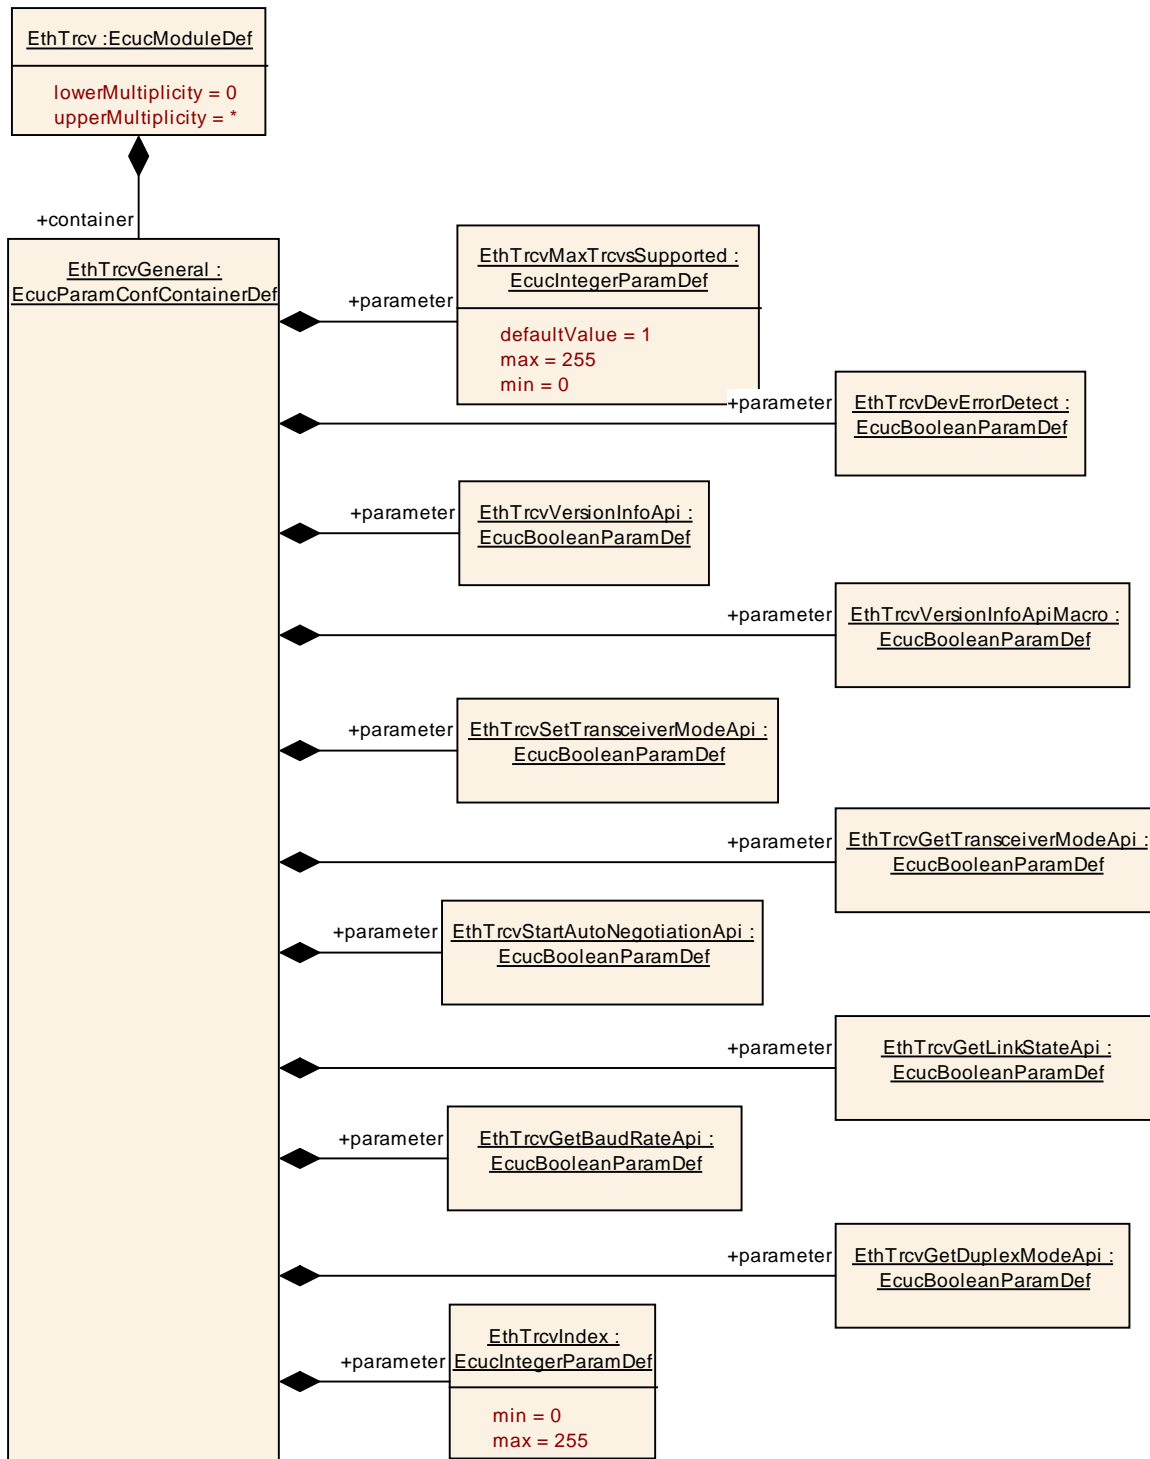 EthTrcv :EcucModuleDef
lowerMultiplicity = 0
upperMultiplicity = *
+container
EthTrcvGeneral :
EcucParamConfContainerDef
+parameter
EthTrcvMaxTrcvsSupported :
EcucIntegerParamDef
defaultValue = 1
max = 255
min = 0
+parameter
EthTrcvDevErrorDetect :
EcucBooleanParamDef
+parameter
EthTrcvVersionInfoApi :
EcucBooleanParamDef
+parameter
EthTrcvVersionInfoApiMacro :
EcucBooleanParamDef
+parameter
EthTrcvSetTransceiverModeApi :
EcucBooleanParamDef
+parameter
EthTrcvGetTransceiverModeApi :
EcucBooleanParamDef
+parameter
EthTrcvStartAutoNegotiationApi :
EcucBooleanParamDef
+parameter
EthTrcvGetLinkStateApi :
EcucBooleanParamDef
+parameter
EthTrcvGetBaudRateApi :
EcucBooleanParamDef
+parameter
EthTrcvGetDuplexModeApi :
EcucBooleanParamDef
+parameter
EthTrcvIndex :
EcucIntegerParamDef
min = 0
max = 255